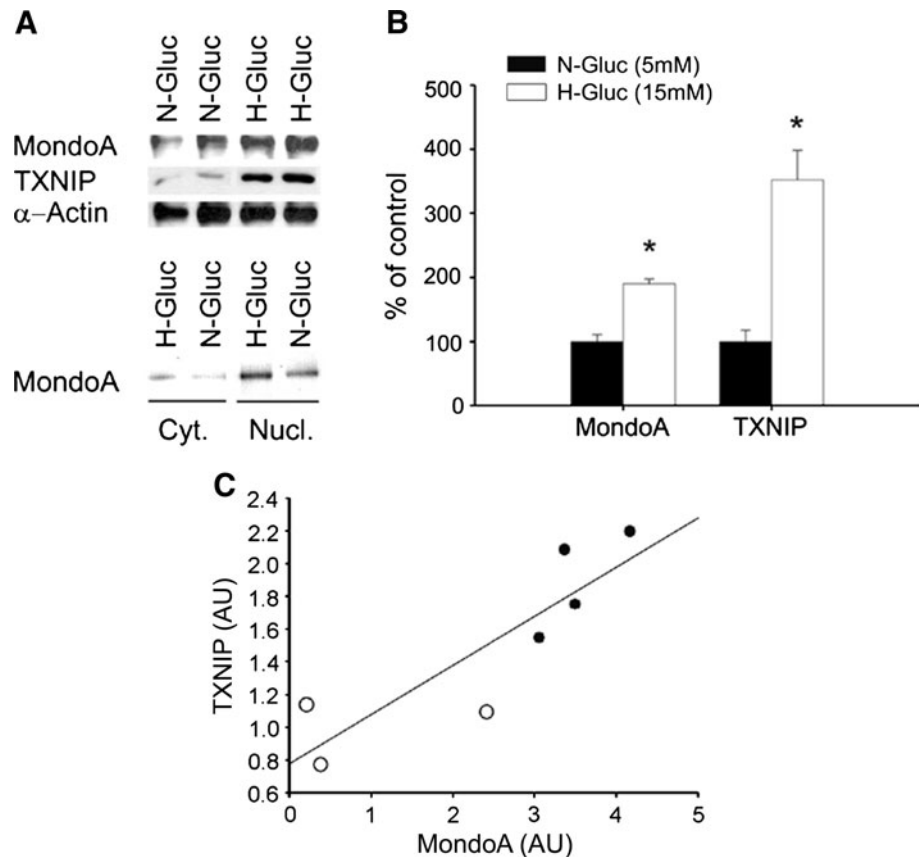 A
N-Gluc
N-Gluc
H-Gluc
H-Gluc
MondoA
TXNIP
α–Actin
H-Gluc
N-Gluc
H-Gluc
N-Gluc
MondoA
Cyt.
Nucl.
B
N-Gluc (5mM)
H-Gluc (15mM)
% of control
500
400
300
200
100
0
*
*
MondoA
TXNIP
C
TXNIP (AU)
2.4
2.2
2.0
1.8
1.6
1.4
1.2
1.0
0.8
0.6
0
1
2
3
4
5
MondoA (AU)